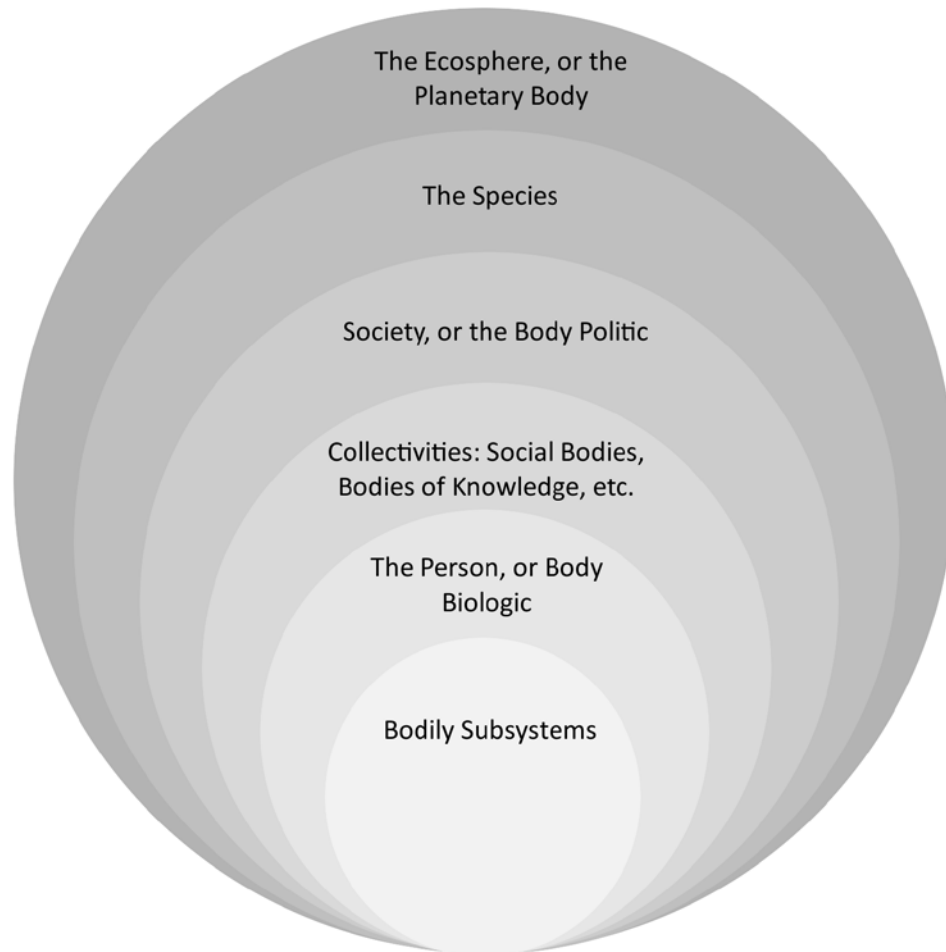 The Ecosphere, or the
Planetary Body
The Species
Society, or the Body Politic
Collectivities: Social Bodies,
Bodies of Knowledge, etc.
The Person, or Body
Biologic
Bodily Subsystems